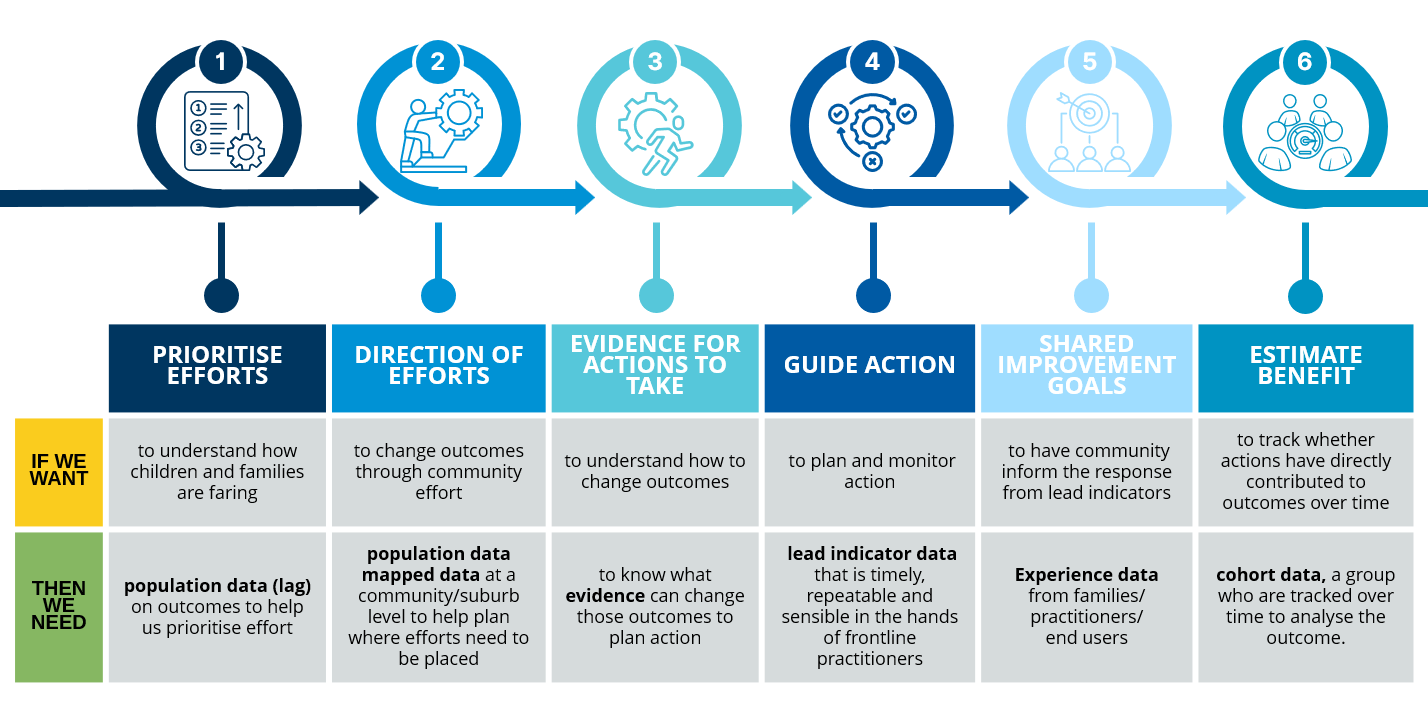 1
2
3
4
5
6
1
2
3
PRIORITISE
EFFORTS
DIRECTION OF
EFFORTS
EVIDENCE FOR
ACTIONS TO
TAKE
GUIDE ACTION
SHARED
IMPROVEMENT
GOALS
ESTIMATE
BENEFIT
IF WE
WANT
to understand how
children and families
are faring
to change outcomes
through community
effort
to understand how to
change outcomes
to plan and monitor
action
to have community
inform the response
from lead indicators
to track whether
actions have directly
contributed to
outcomes over time
THEN
WE
NEED
population data (lag)
on outcomes to help
us prioritise effort
population data
mapped data at a
community/suburb
level to help plan
where efforts need to
be placed
to know what
evidence can change
those outcomes to
plan action
lead indicator data
that is timely,
repeatable and
sensible in the hands
of frontline
practitioners
Experience data
from families/
practitioners/
end users
cohort data, a group
who are tracked over
time to analyse the
outcome.